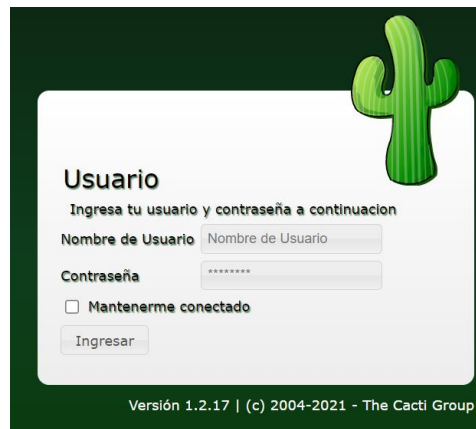 Usuario
Ingresa tu usuario y contraseña a continuacion
Nombre de Usuario Nombre de Usuario
Contraseña ********
Mantenerme conectado
Ingresar
Versión 1.2.17 | (c) 2004-2021 - The Cacti Group